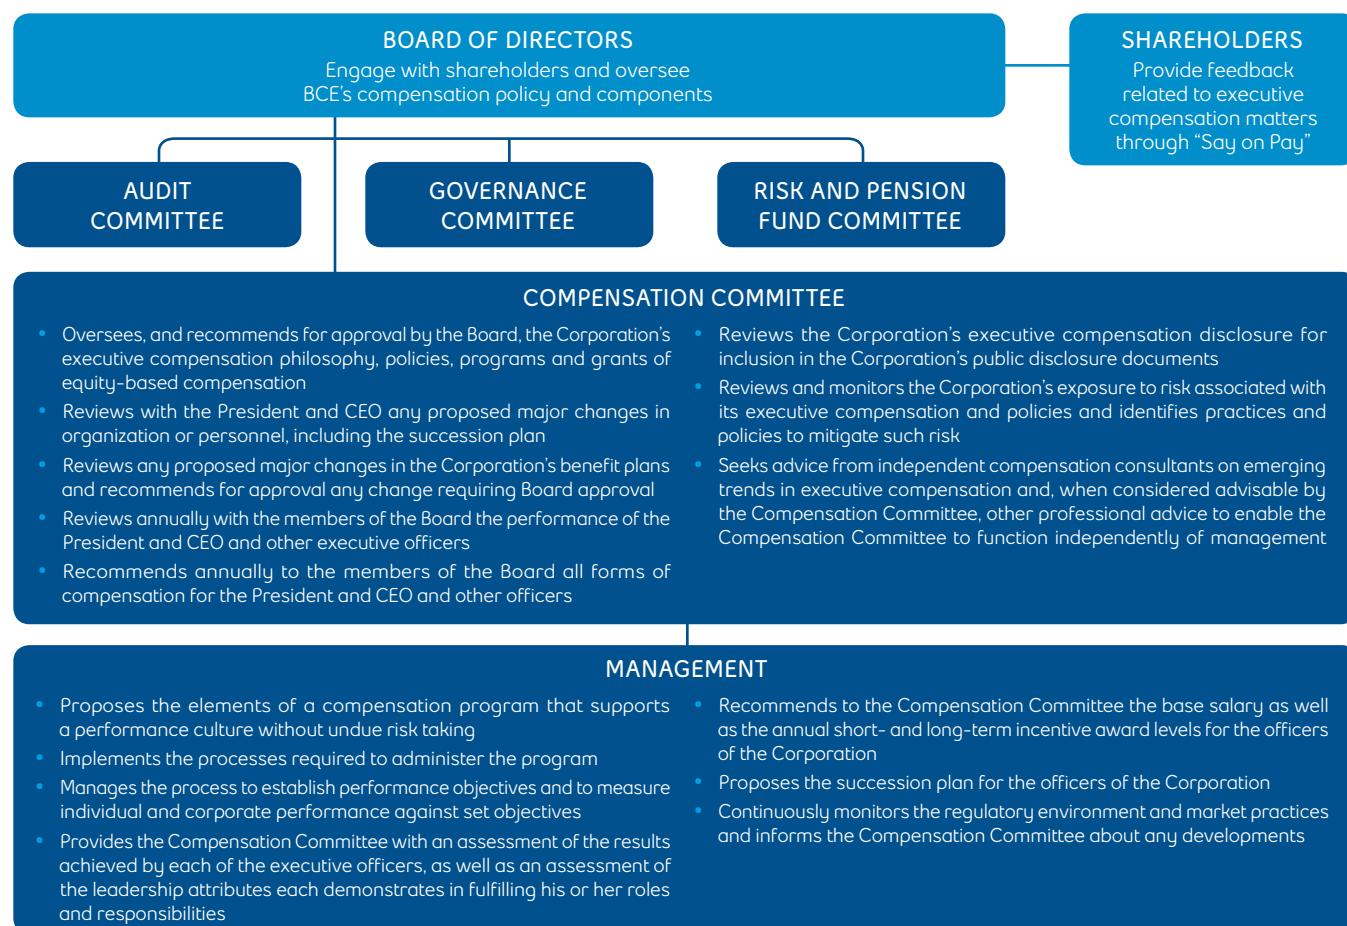 BOARD OF DIRECTORS
Engage with shareholders and oversee
BCE's compensation policy and components
SHAREHOLDERS
Provide feedback
related to executive
compensation matters
through “Say on Pay”
AUDIT
COMMITTEE
GOVERNANCE
COMMITTEE
RISK AND PENSION
FUND COMMITTEE
COMPENSATION COMMITTEE
• Oversees, and recommends for approval by the Board, the Corporation's
executive compensation philosophy, policies, programs and grants of
equity-based compensation
• Reviews with the President and CEO any proposed major changes in
organization or personnel, including the succession plan
• Reviews any proposed major changes in the Corporation's benefit plans
and recommends for approval any change requiring Board approval
• Reviews annually with the members of the Board the performance of the
President and CEO and other executive officers
• Recommends annually to the members of the Board all forms of
compensation for the President and CEO and other officers
• Reviews the Corporation's executive compensation disclosure for
inclusion in the Corporation's public disclosure documents
• Reviews and monitors the Corporation's exposure to risk associated with
its executive compensation and policies and identifies practices and
policies to mitigate such risk
• Seeks advice from independent compensation consultants on emerging
trends in executive compensation and, when considered advisable by
the Compensation Committee, other professional advice to enable the
Compensation Committee to function independently of management
MANAGEMENT
• Proposes the elements of a compensation program that supports
a performance culture without undue risk taking
• Implements the processes required to administer the program
• Manages the process to establish performance objectives and to measure
individual and corporate performance against set objectives
• Provides the Compensation Committee with an assessment of the results
achieved by each of the executive officers, as well as an assessment of
the leadership attributes each demonstrates in fulfilling his or her roles
and responsibilities
• Recommends to the Compensation Committee the base salary as well
as the annual short- and long-term incentive award levels for the officers
of the Corporation
• Proposes the succession plan for the officers of the Corporation
• Continuously monitors the regulatory environment and market practices
and informs the Compensation Committee about any developments